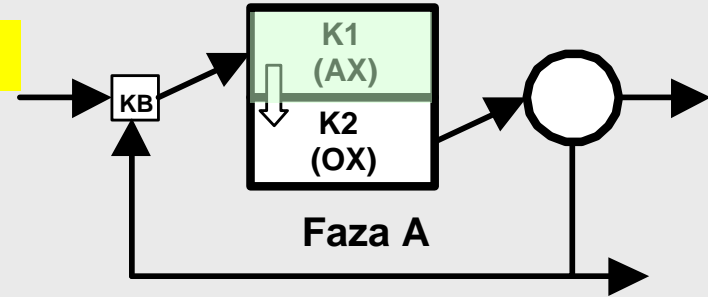 K1
(AX)
KB
K2
(OX)
Faza A